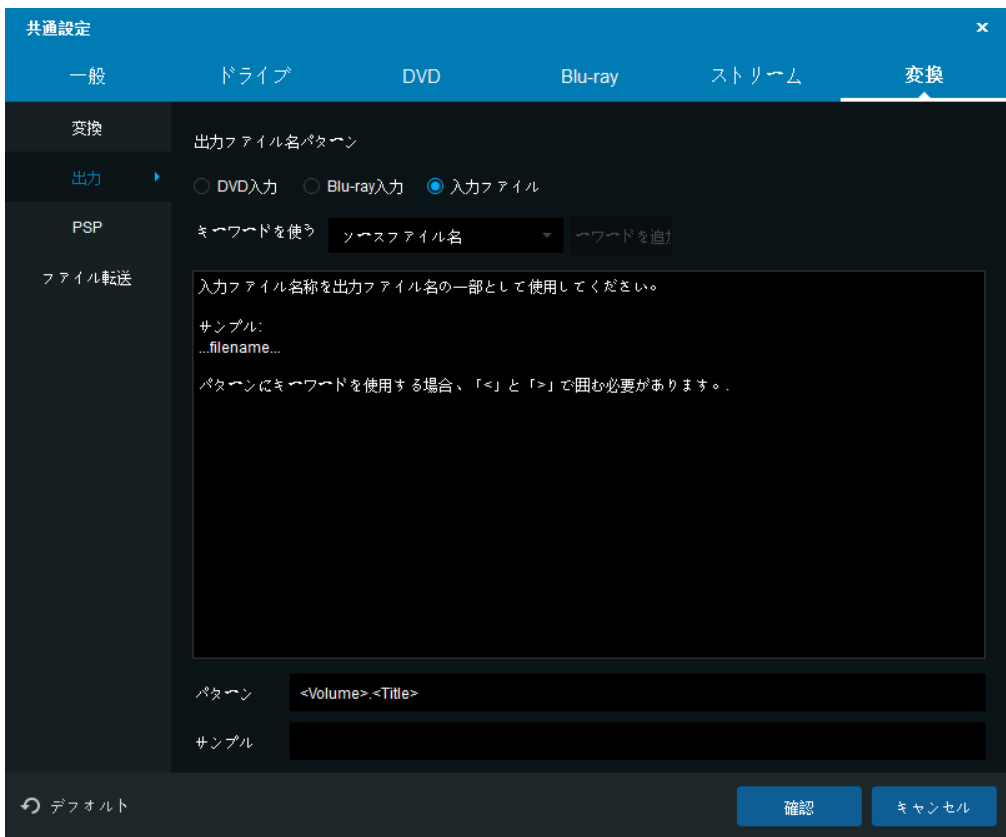 共通設定
一般
ドライブ
DVD
Blu-ray
ストリーム
変換
変換
出力
PSP
ファイル転送
出力ファイル名パターン
DVD入力
Blu-ray入力
入力ファイル
キーワードを使う
ソースファイル名
ーワードを追
入力ファイル名称を出力ファイル名の一部として使用してください。
サンプル:
...filename...
パターンにキーワードを使用する場合、「<」と「>」で囲む必要があります。.
パターン
<Volume>.<Title>
サンプル
デフォルト
確認
キャンセル